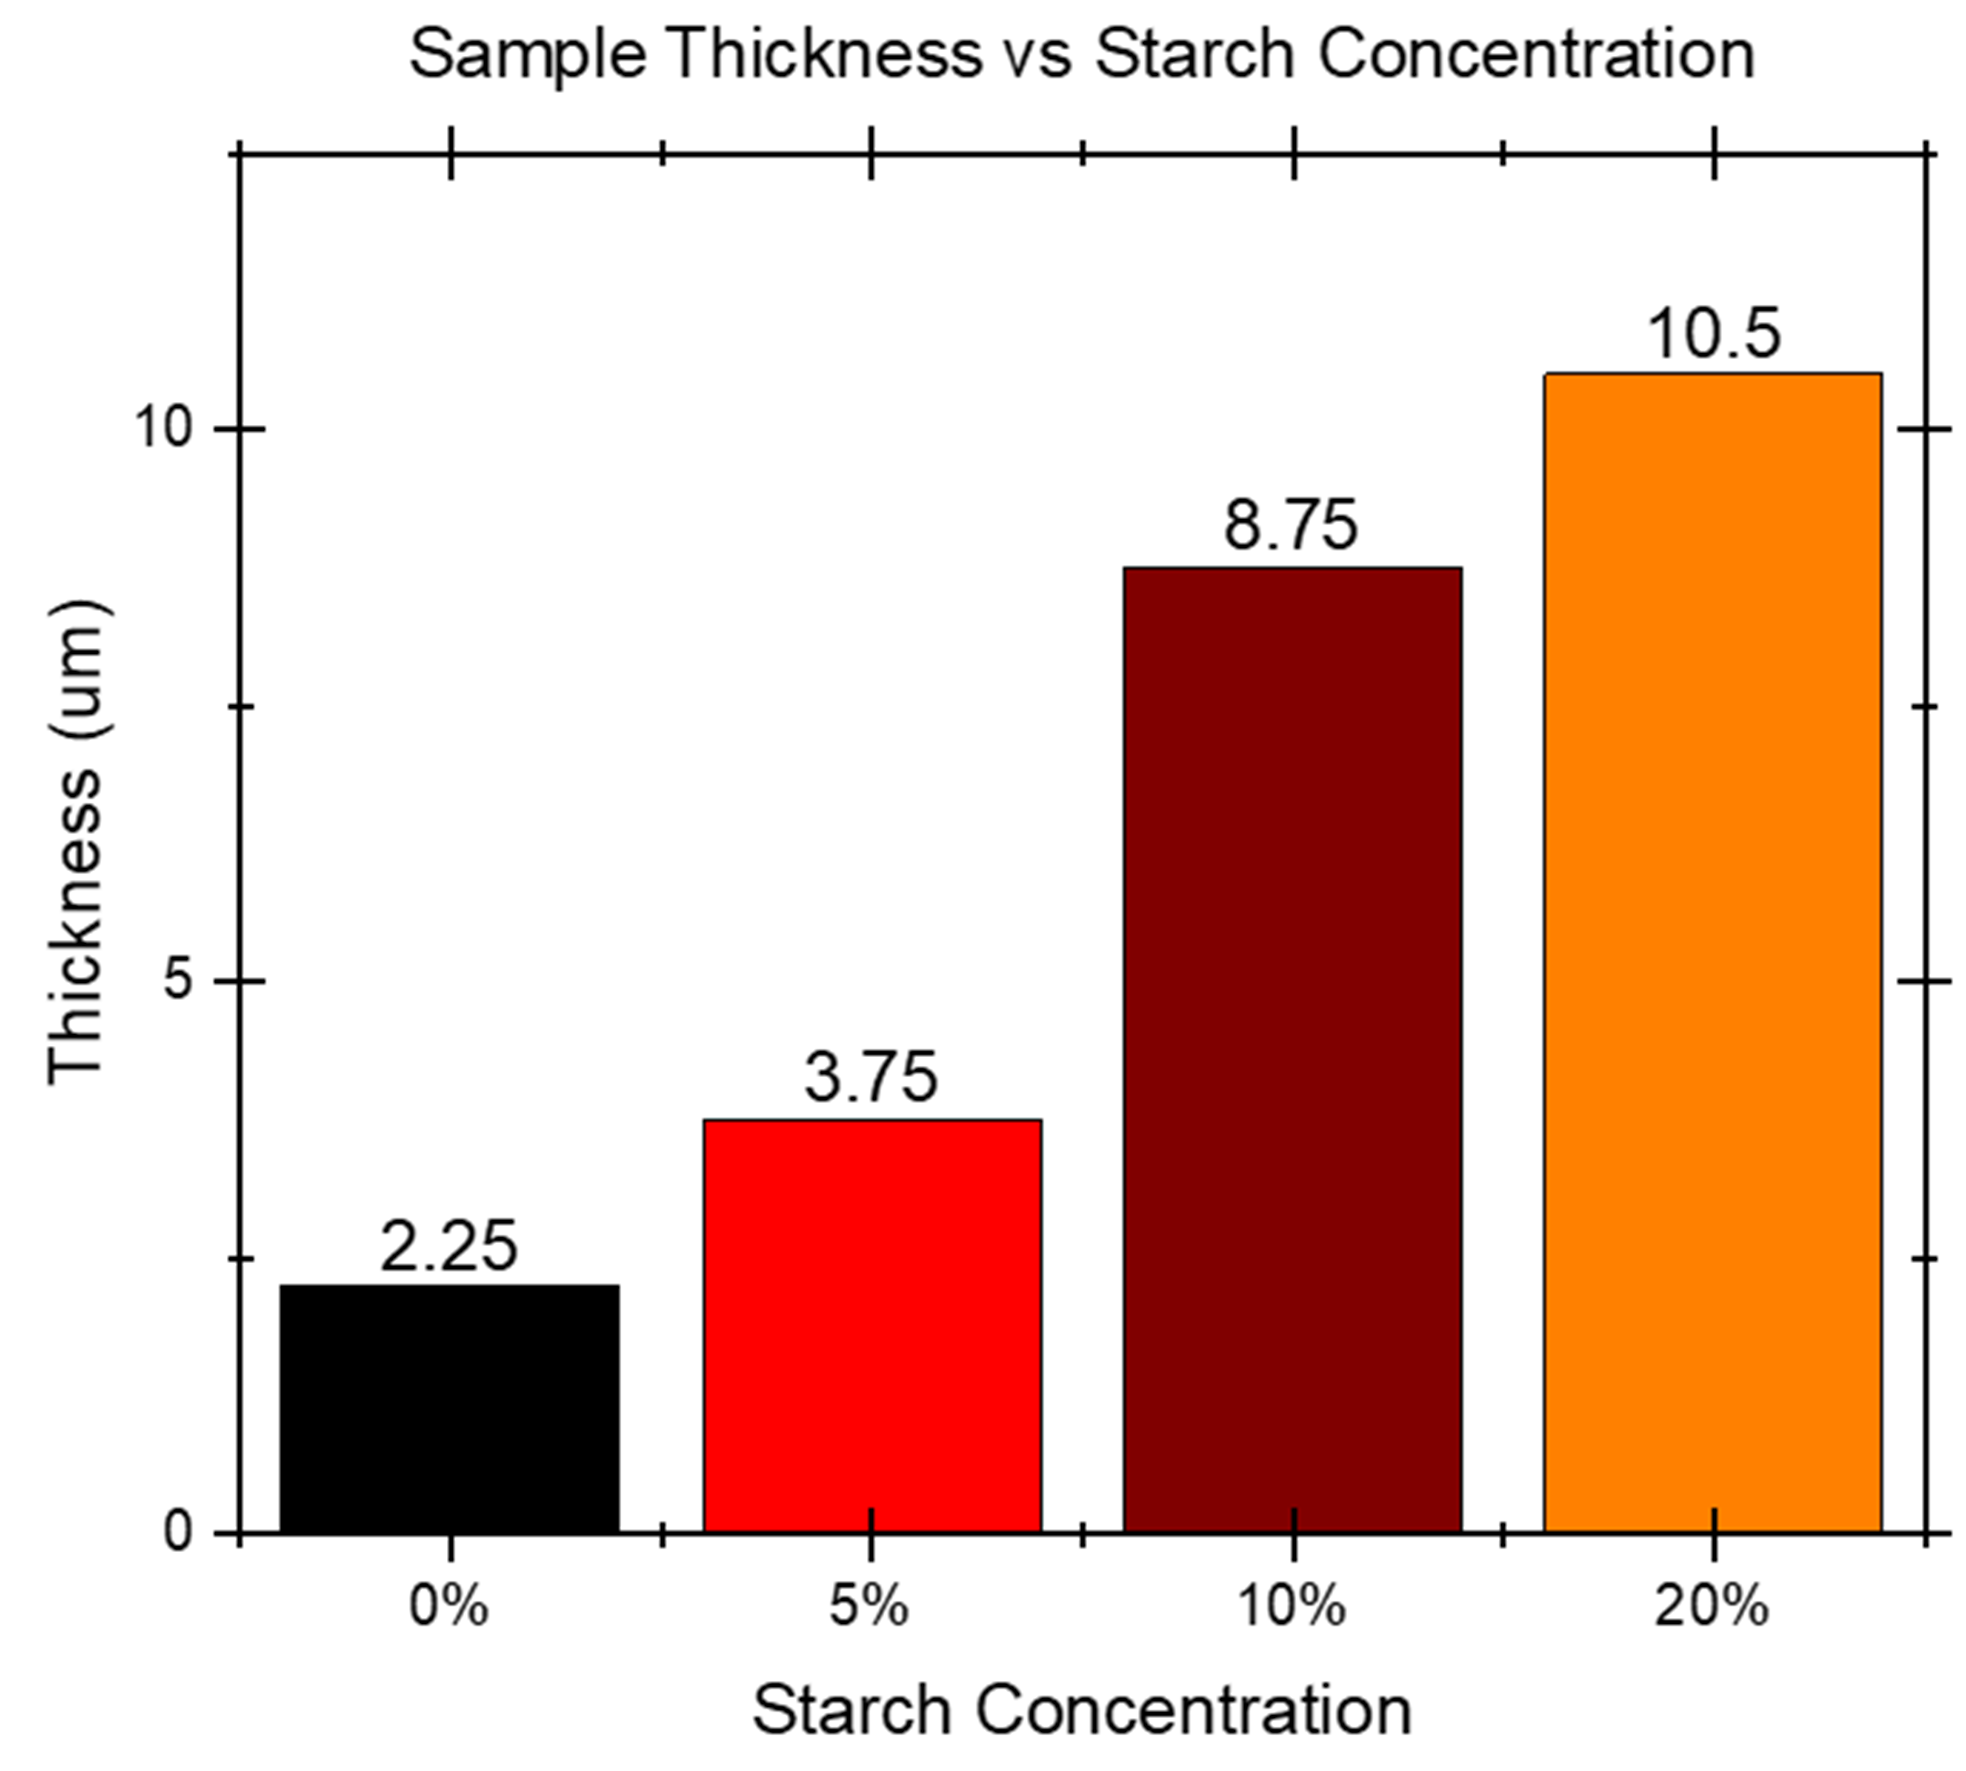 Sample Thickness vs Starch Concentration
10.5
10
8.75
Thickness (um)
5
3.75
2.25
0
0% 5% 10% 20%
Starch Concentration